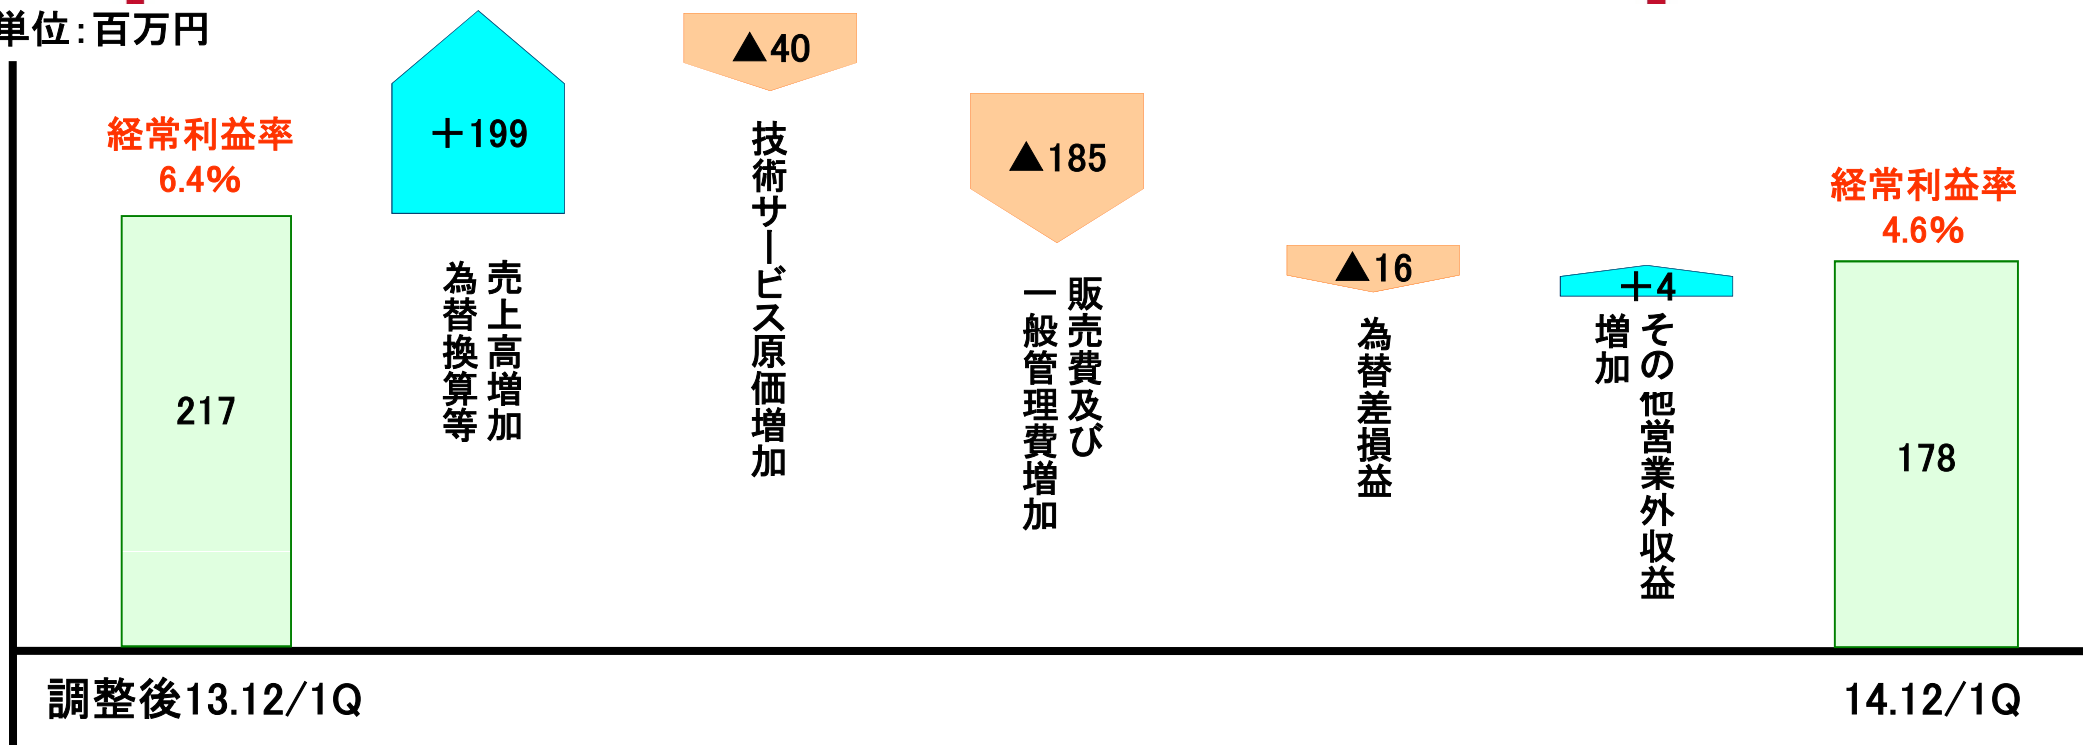 単位:百万円
経常利益率
6.4%
217
＋199
売上高増加
為替換算等
▲40
技術サービス原価増加
▲185
販売費及び
一般管理費増加
▲16
為替差損益
＋4
その他営業外収益
増加
経常利益率
4.6%
178
調整後13.12/1Q
14.12/1Q